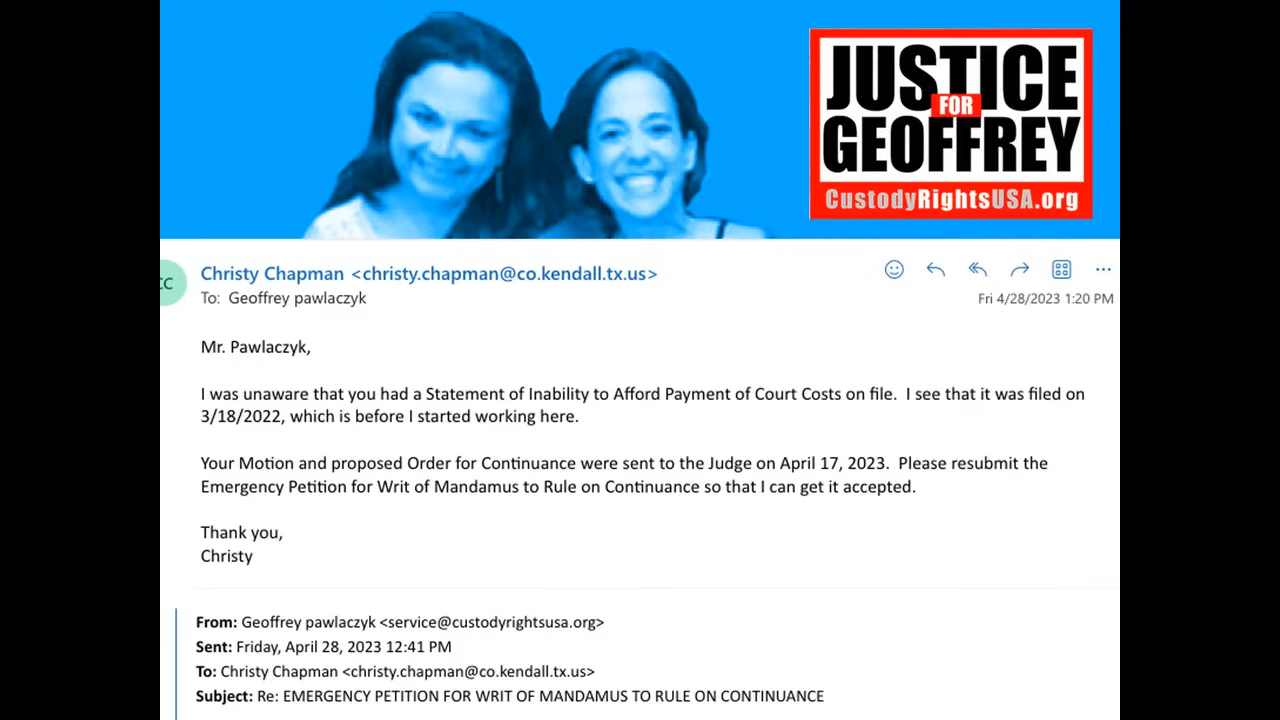 JUSTICE
FOR
GEOFFREY
CustodyRightsUSA.org
CC
Christy Chapman <christy.chapman@co.kendall.tx.us>
To: Geoffrey pawlaczyk
Fri 4/28/2023 1:20 PM
Mr. Pawlaczyk,
I was unaware that you had a Statement of Inability to Afford Payment of Court Costs on file. I see that it was filed on
3/18/2022, which is before I started working here.
Your Motion and proposed Order for Continuance were sent to the Judge on April 17, 2023. Please resubmit the
Emergency Petition for Writ of Mandamus to Rule on Continuance so that I can get it accepted.
Thank you,
Christy
From: Geoffrey pawlaczyk <service@custodyrightsusa.org>
Sent: Friday, April 28, 2023 12:41 PM
To: Christy Chapman <christy.chapman@co.kendall.tx.us>
Subject: Re: EMERGENCY PETITION FOR WRIT OF MANDAMUS TO RULE ON CONTINUANCE